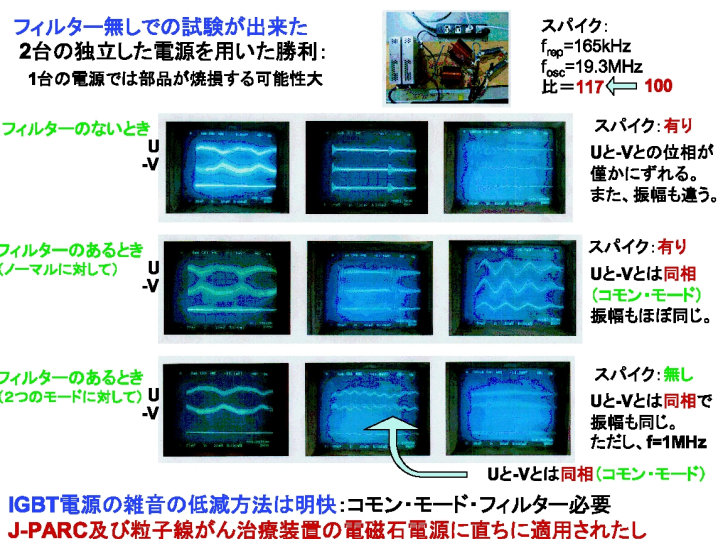 フィルター無しでの試験が出来た
2台の独立した電源を用いた勝利：
1台の電源では部品が焼損する可能性大
スパイク：
frep=165kHz
fosc=19.3MHz
比＝117 100
フィルターのないとき
U
-V
スパイク：有り
Uと-Vとの位相が
僅かにずれる。
また、振幅も違う。
フィルターのあるとき
（ノーマルに対して）
U
-V
スパイク：有り
Uと-Vとは同相
（コモン・モード）
振幅もほぼ同じ。
フィルターのあるとき
（2つのモードに対して）
U
-V
スパイク：無し
Uと-Vとは同相で
振幅も同じ。
ただし、f=1MHz
Uと-Vとは同相（コモン・モード）
IGBT電源の雑音の低減方法は明快：コモン・モード・フィルター必要
J-PARC及び粒子線がん治療装置の電磁石電源に直ちに適用されたし